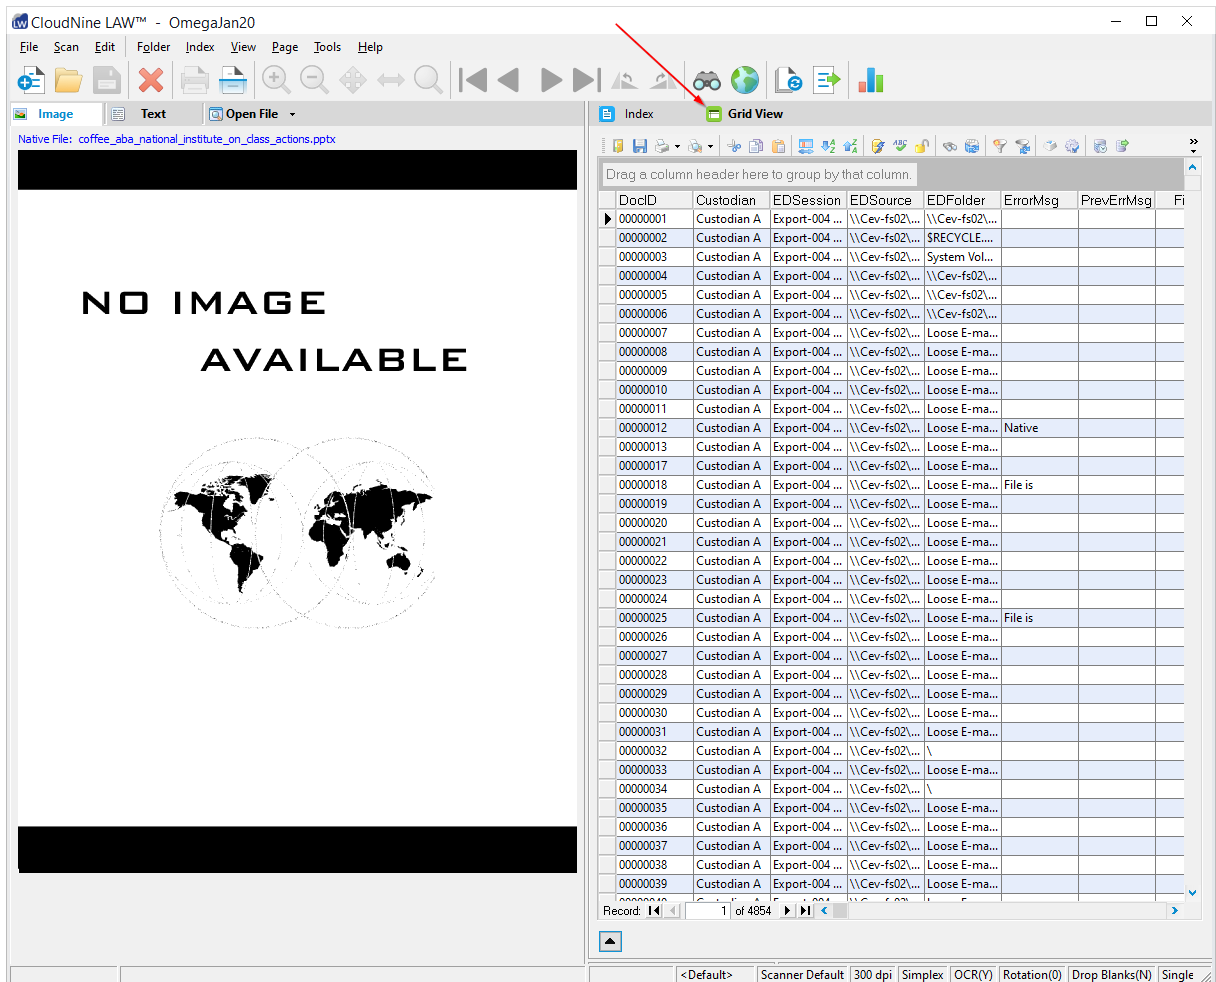 CloudNine LAW™ - OmegaJan20
File Scan Edit Folder Index View Page Tools Help
Image Text Open File
Index Grid View
Native File: coffee_aba_national_institute_on_class_actions.pptx
NO IMAGE
AVAILABLE
ABC
Drag a column header here to group by that column.
DocID Custodian EDSession EDSource EDFolder ErrorMsg PrevErrMsg Fi
00000001 Custodian A Export-004 ... \\Cev-fs02\... \\Cev-fs02\...
00000002 Custodian A Export-004 ... \\Cev-fs02\... $RECYCLE....
00000003 Custodian A Export-004 ... \\Cev-fs02\... System Vol...
00000004 Custodian A Export-004 ... \\Cev-fs02\... \\Cev-fs02\...
00000005 Custodian A Export-004 ... \\Cev-fs02\... \\Cev-fs02\...
00000006 Custodian A Export-004 ... \\Cev-fs02\... \\Cev-fs02\...
00000007 Custodian A Export-004 ... \\Cev-fs02\... Loose E-ma...
00000008 Custodian A Export-004 ... \\Cev-fs02\... Loose E-ma...
00000009 Custodian A Export-004 ... \\Cev-fs02\... Loose E-ma...
00000010 Custodian A Export-004 ... \\Cev-fs02\... Loose E-ma...
00000011 Custodian A Export-004 ... \\Cev-fs02\... Loose E-ma...
00000012 Custodian A Export-004 ... \\Cev-fs02\... Loose E-ma... Native
00000013 Custodian A Export-004 ... \\Cev-fs02\... Loose E-ma...
00000017 Custodian A Export-004 ... \\Cev-fs02\... Loose E-ma...
00000018 Custodian A Export-004 ... \\Cev-fs02\... Loose E-ma... File is
00000019 Custodian A Export-004 ... \\Cev-fs02\... Loose E-ma...
00000020 Custodian A Export-004 ... \\Cev-fs02\... Loose E-ma...
00000021 Custodian A Export-004 ... \\Cev-fs02\... Loose E-ma...
00000022 Custodian A Export-004 ... \\Cev-fs02\... Loose E-ma...
00000023 Custodian A Export-004 ... \\Cev-fs02\... Loose E-ma...
00000024 Custodian A Export-004 ... \\Cev-fs02\... Loose E-ma...
00000025 Custodian A Export-004 ... \\Cev-fs02\... Loose E-ma... File is
00000026 Custodian A Export-004 ... \\Cev-fs02\... Loose E-ma...
00000027 Custodian A Export-004 ... \\Cev-fs02\... Loose E-ma...
00000028 Custodian A Export-004 ... \\Cev-fs02\... Loose E-ma...
00000029 Custodian A Export-004 ... \\Cev-fs02\... Loose E-ma...
00000030 Custodian A Export-004 ... \\Cev-fs02\... Loose E-ma...
00000031 Custodian A Export-004 ... \\Cev-fs02\... Loose E-ma...
00000032 Custodian A Export-004 ... \\Cev-fs02\... \
00000033 Custodian A Export-004 ... \\Cev-fs02\... Loose E-ma...
00000034 Custodian A Export-004 ... \\Cev-fs02\... \
00000035 Custodian A Export-004 ... \\Cev-fs02\... Loose E-ma...
00000036 Custodian A Export-004 ... \\Cev-fs02\... Loose E-ma...
00000037 Custodian A Export-004 ... \\Cev-fs02\... Loose E-ma...
00000038 Custodian A Export-004 ... \\Cev-fs02\... Loose E-ma...
00000039 Custodian A Export-004 ... \\Cev-fs02\... Loose E-ma...
Record: 1 of 4854
<Default> Scanner Default 300 dpi Simplex OCR(Y) Rotation(0) Drop Blanks(N) Single